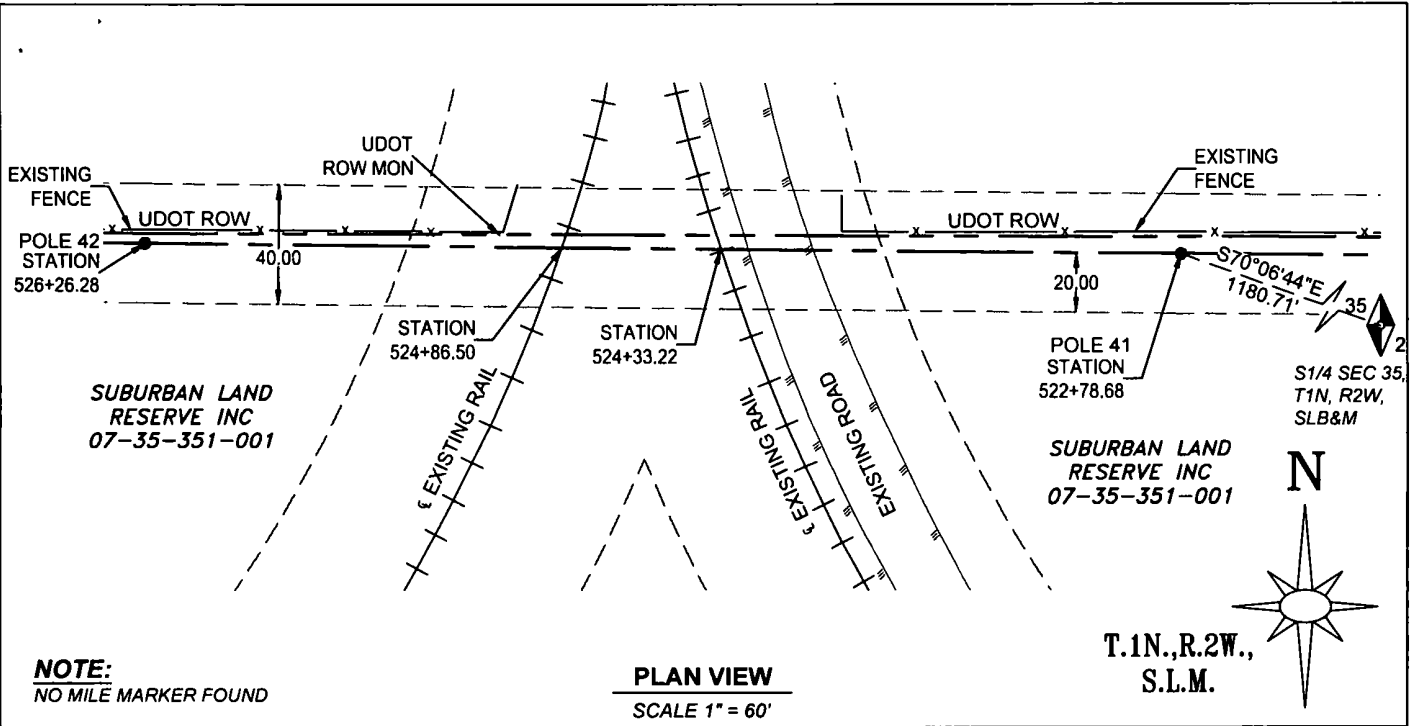 UDOT
ROW MON
EXISTING
FENCE
UDOT ROW
POLE 42
STATION
526+26.28
40.00
STATION
524+86.50
STATION
524+33.22
UDOT ROW
EXISTING
FENCE
20.00
S70°06'44"E
1180.71'
35
2
POLE 41
STATION
522+78.68
S1/4 SEC 35,
T1N, R2W,
SLB&M
SUBURBAN LAND
RESERVE INC
07-35-351-001
℄ EXISTING RAIL
℄ EXISTING RAIL
EXISTING ROAD
SUBURBAN LAND
RESERVE INC
07-35-351-001
N
T.1N.,R.2W.,
S.L.M.
NOTE:
NO MILE MARKER FOUND
PLAN VIEW
SCALE 1" = 60'